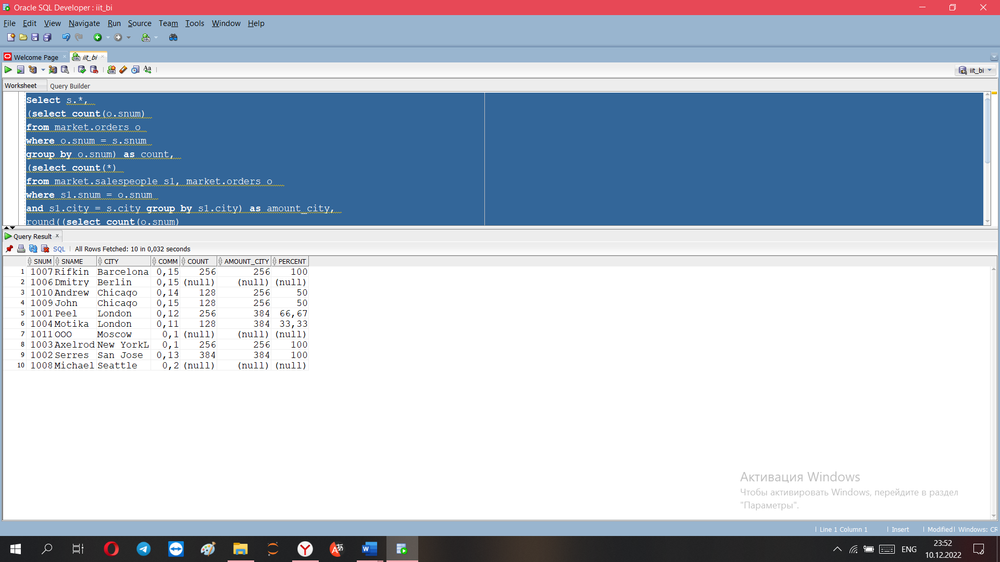 Oracle SQL Developer : iit_bi
File Edit View Navigate Run Source Team Tools Window Help
Welcome Page iit_bi
iit_bi
Worksheet Query Builder
Select s.*,
(select count(o.snum)
from market.orders o
where o.snum = s.snum
group by o.snum) as count,
(select count(*)
from market.salespeople s1, market.orders o
where s1.snum = o.snum
and s1.city = s.city group by s1.city) as amount_city,
round((select count(o.snum)
Query Result
SQL All Rows Fetched: 10 in 0,032 seconds
SNUM SNAME CITY COMM COUNT AMOUNT_CITY PERCENT
1 1007 Rifkin Barcelona 0,15 256 256 100
2 1006 Dmitry Berlin 0,15 (null) (null) (null)
3 1010 Andrew Chicago 0,14 128 256 50
4 1009 John Chicago 0,15 128 256 50
5 1001 Peel London 0,12 256 384 66,67
6 1004 Motika London 0,11 128 384 33,33
7 1011 OOO Moscow 0,1 (null) (null) (null)
8 1003 Axelrod New YorkL 0,1 256 256 100
9 1002 Serres San Jose 0,13 384 384 100
10 1008 Michael Seattle 0,2 (null) (null) (null)
Активация Windows
Чтобы активировать Windows, перейдите в раздел
"Параметры".
Line 1 Column 1 Insert Modified Windows: CR
ENG
23:52
10.12.2022